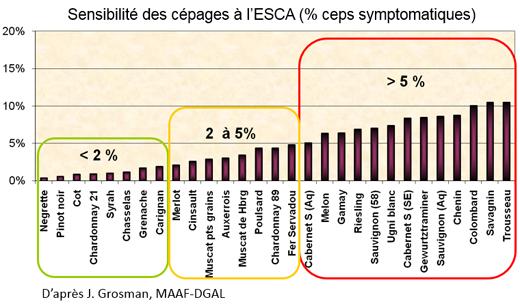 Sensibilité des cépages à l'ESCA (% ceps symptomatiques)
20%
15%
10%
5%
0%
< 2 %
2 à 5%
> 5 %
Negrette
Pinot noir
Cot
Chardonnay 21
Syrah
Chasselas
Grenache
Carignan
Merlot
Cinsault
Muscat pts grains
Auxerrois
Muscat de Hbrg
Poulsard
Chardonnay 89
Fer Servadou
Cabernet S (Aq)
Melon
Gamay
Riesling
Sauvignon (58)
Ugni blanc
Cabernet S (SE)
Gewurtztraminer
Sauvignon (Aq)
Chenin
Colombard
Savagnin
Trousseau
D'après J. Grosman, MAAF-DGAL